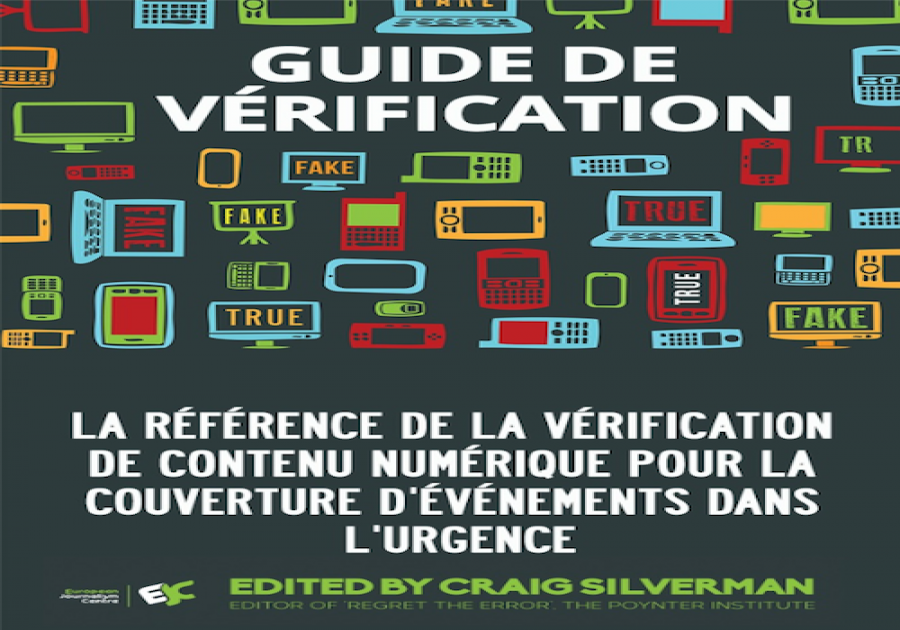 FAKE
GUIDE DE
VÉRIFICATION
TR
FAKE
FAKE
FAKE
TRUE
TRUE
TRUE
FAKE
LA RÉFÉRENCE DE LA VÉRIFICATION
DE CONTENU NUMÉRIQUE POUR LA
COUVERTURE D'ÉVÉNEMENTS DANS
L'URGENCE
European
Journalism
Centre
EJC
EDITED BY CRAIG SILVERMAN
EDITOR OF 'REGRET THE ERROR', THE POYNTER INSTITUTE